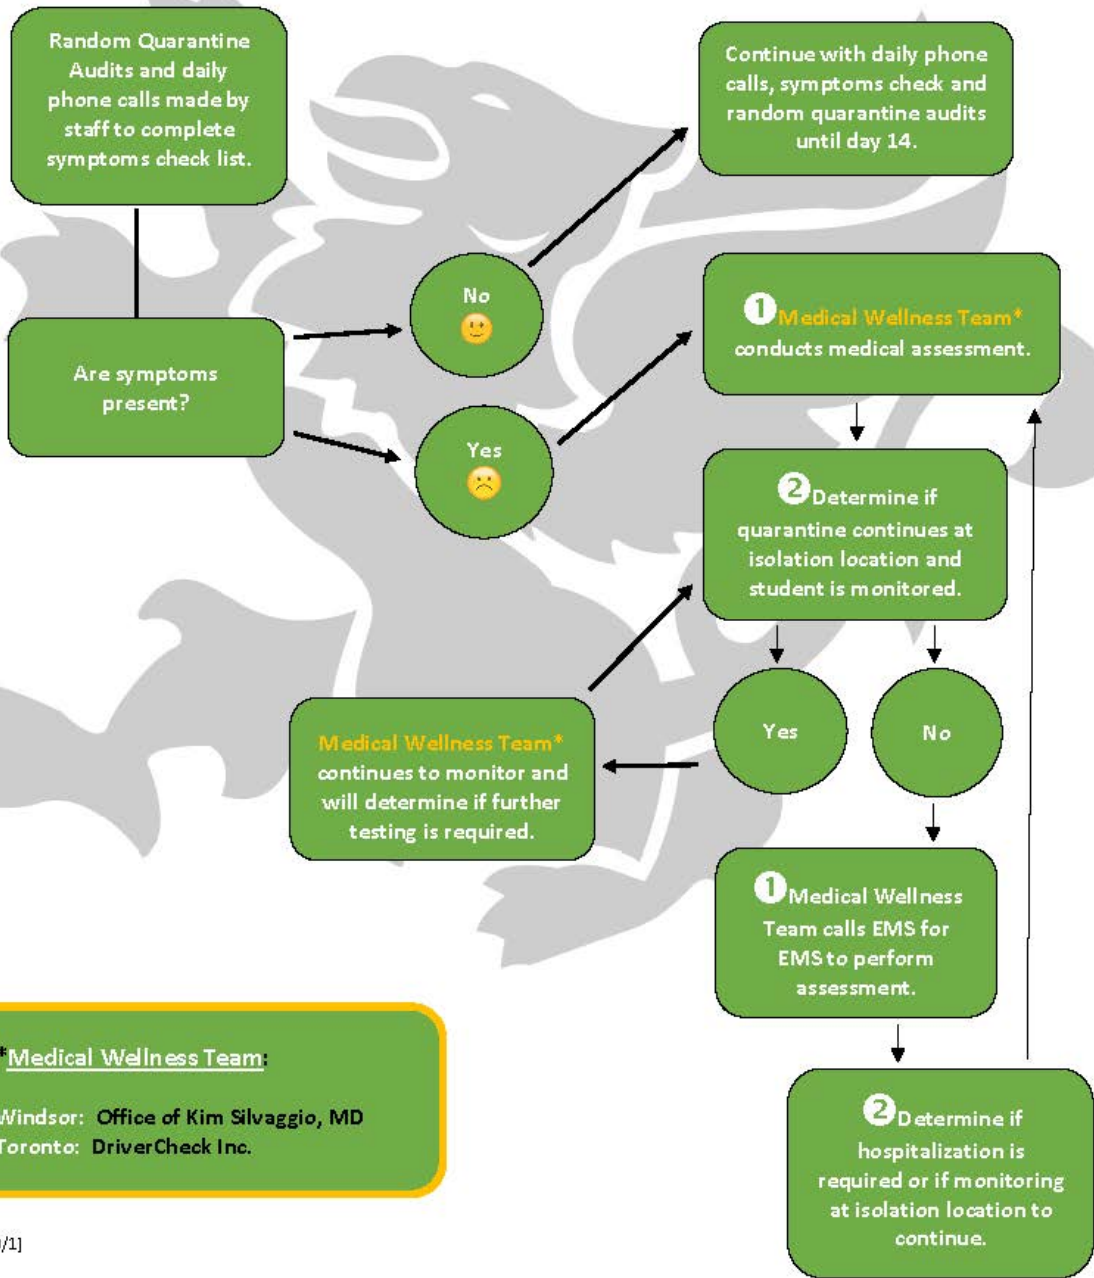 Random Quarantine
Audits and daily
phone calls made by
staff to complete
symptoms check list.
Continue with daily phone
calls, symptoms check and
random quarantine audits
until day 14.
Are symptoms
present?
No
Yes
1 Medical Wellness Team*
conducts medical assessment.
2 Determine if
quarantine continues at
isolation location and
student is monitored.
Yes
No
Medical Wellness Team*
continues to monitor and
will determine if further
testing is required.
1 Medical Wellness
Team calls EMS for
EMS to perform
assessment.
2 Determine if
hospitalization is
required or if monitoring
at isolation location to
continue.
*Medical Wellness Team:
Windsor: Office of Kim Silvaggio, MD
Toronto: DriverCheck Inc.
/1]